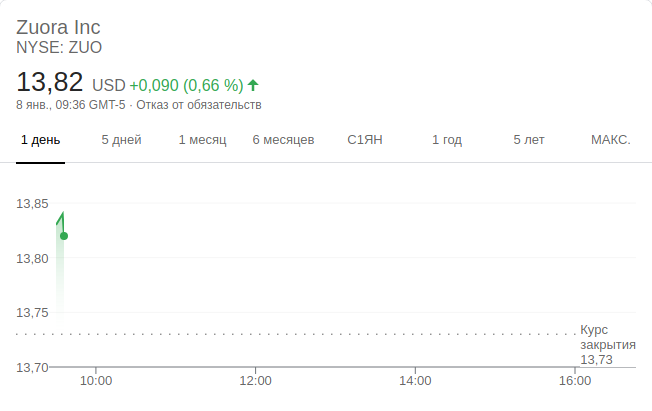 Zuora Inc
NYSE: ZUO
13,82 USD +0,090 (0,66 %)
8 янв., 09:36 GMT-5 · Отказ от обязательств
1 день 5 дней 1 месяц 6 месяцев С1ЯН 1 год 5 лет МАКС.
13,85
13,80
13,75
13,70
Курс
закрытия
13,73
10:00 12:00 14:00 16:00